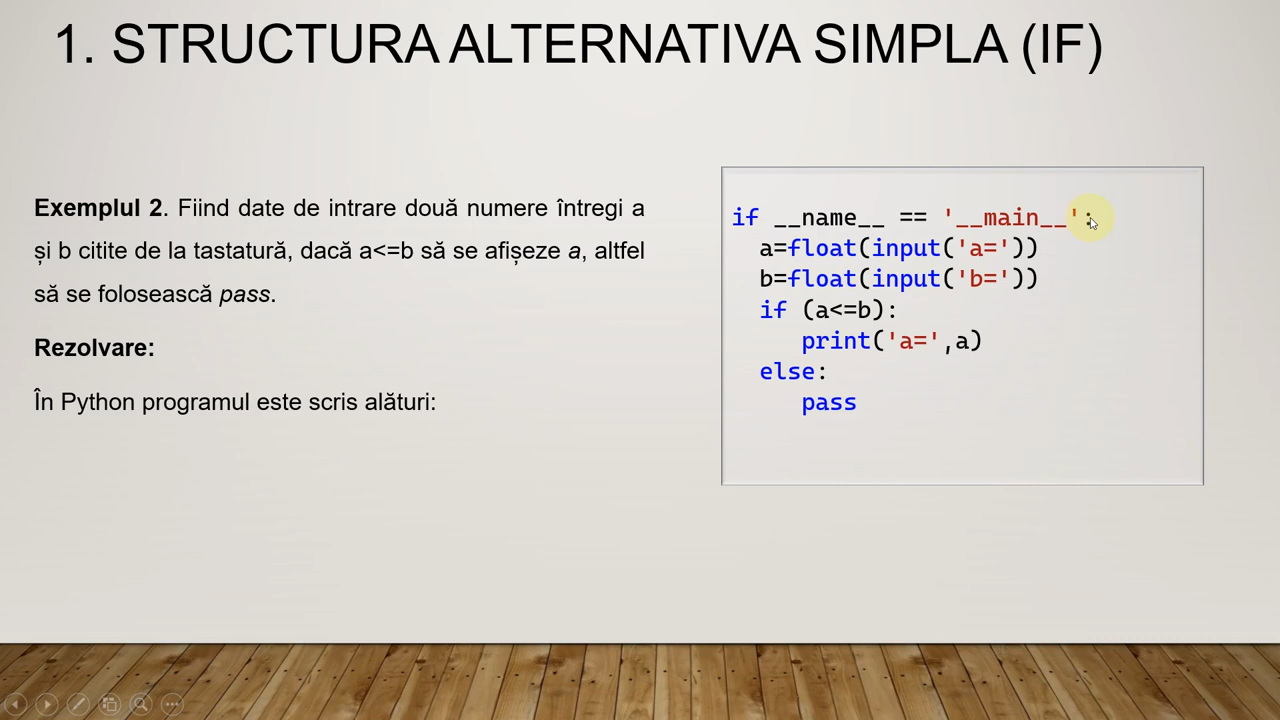 1. STRUCTURA ALTERNATIVA SIMPLA (IF)
Exemplul 2. Fiind date de intrare două numere întregi a
și b citite de la tastatură, dacă a<=b să se afișeze a, altfel
să se folosească pass.
Rezolvare:
În Python programul este scris alături:
if __name__ == '__main__':
  a=float(input('a='))
  b=float(input('b='))
  if (a<=b):
     print('a=',a)
  else:
     pass